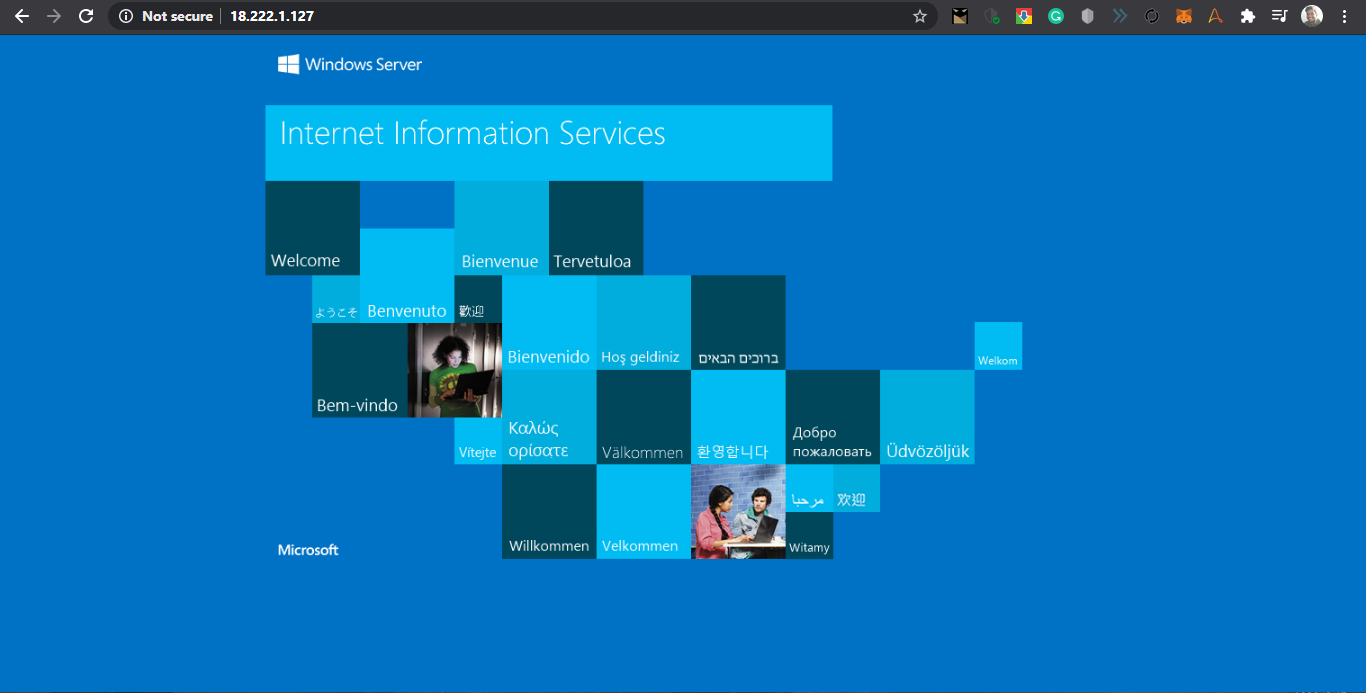 Not secure
18.222.1.127
Windows Server
Internet Information Services
Welcome
Bienvenue
Tervetuloa
ようこそ
Benvenuto
歡迎
Bienvenido
Hoş geldiniz
ברוכים הבאים
Welkom
Bem-vindo
Vítejte
Καλώς
ορίσατε
Välkommen
환영합니다
Добро
пожаловать
Üdvözöljük
Willkommen
Velkommen
مرحبا
欢迎
Witamy
Microsoft